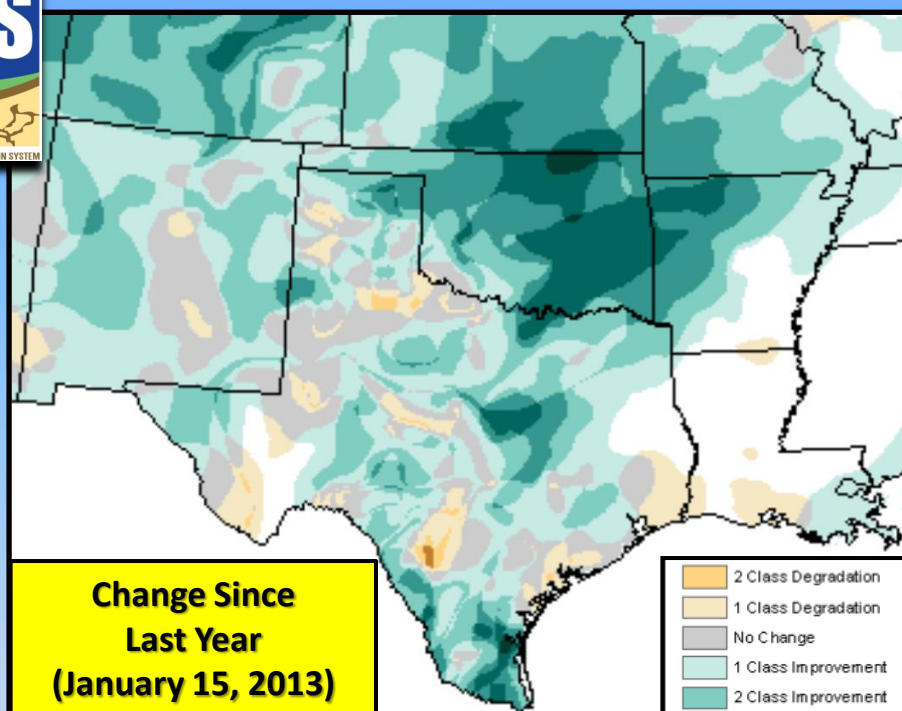 S
N SYSTEM
Change Since
Last Year
(January 15, 2013)
2 Class Degradation
1 Class Degradation
No Change
1 Class Improvement
2 Class Improvement